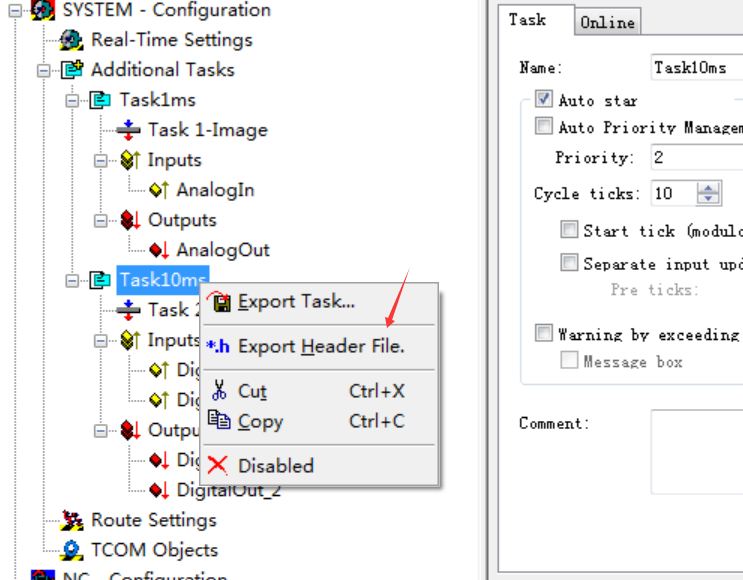 SYSTEM - Configuration
Real-Time Settings
Additional Tasks
Task1ms
Task 1-Image
Inputs
AnalogIn
Outputs
AnalogOut
Task10ms
Task 2
Inputs
Dig
Dig
Outpu
Dig
DigitalOut_2
Route Settings
TCOM Objects
NC - Configuration
Export Task...
*.h Export Header File.
Cut Ctrl+X
Copy Ctrl+C
Disabled
Task Online
Name: Task10ms
Auto star
Auto Priority Managem
Priority: 2
Cycle ticks: 10
Start tick (modulo
Separate input upd
Pre ticks:
Warning by exceeding
Message box
Comment: